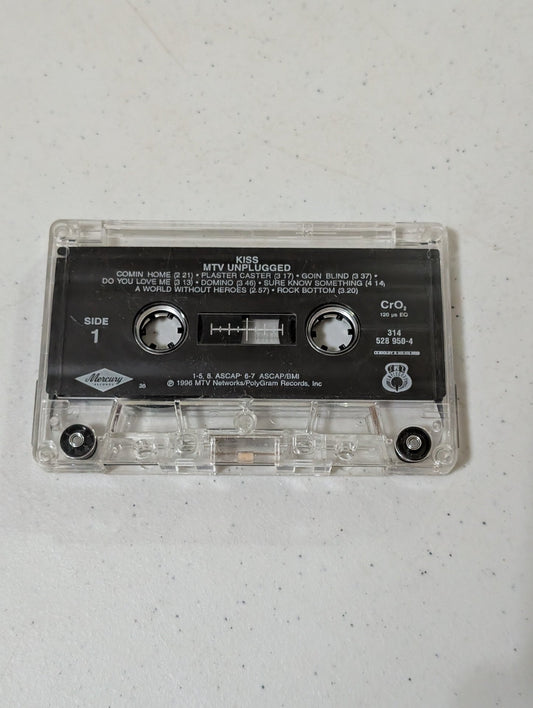 KISS
MTV UNPLUGGED
COMIN HOME (2 21) • PLASTER CASTER (3 17) • GOIN BLIND (3 37) •
DO YOU LOVE ME (3 13) • DOMINO (3 46) • SURE KNOW SOMETHING (4 14)
A WORLD WITHOUT HEROES (2.57) • ROCK BOTTOM (3.20)
SIDE
1
CrO2
120 µs EQ
314
528 950-4
Mercury
RECORDS
1-5, 8, ASCAP 6-7 ASCAP/BMI
℗ 1996 MTV Networks/PolyGram Records, Inc